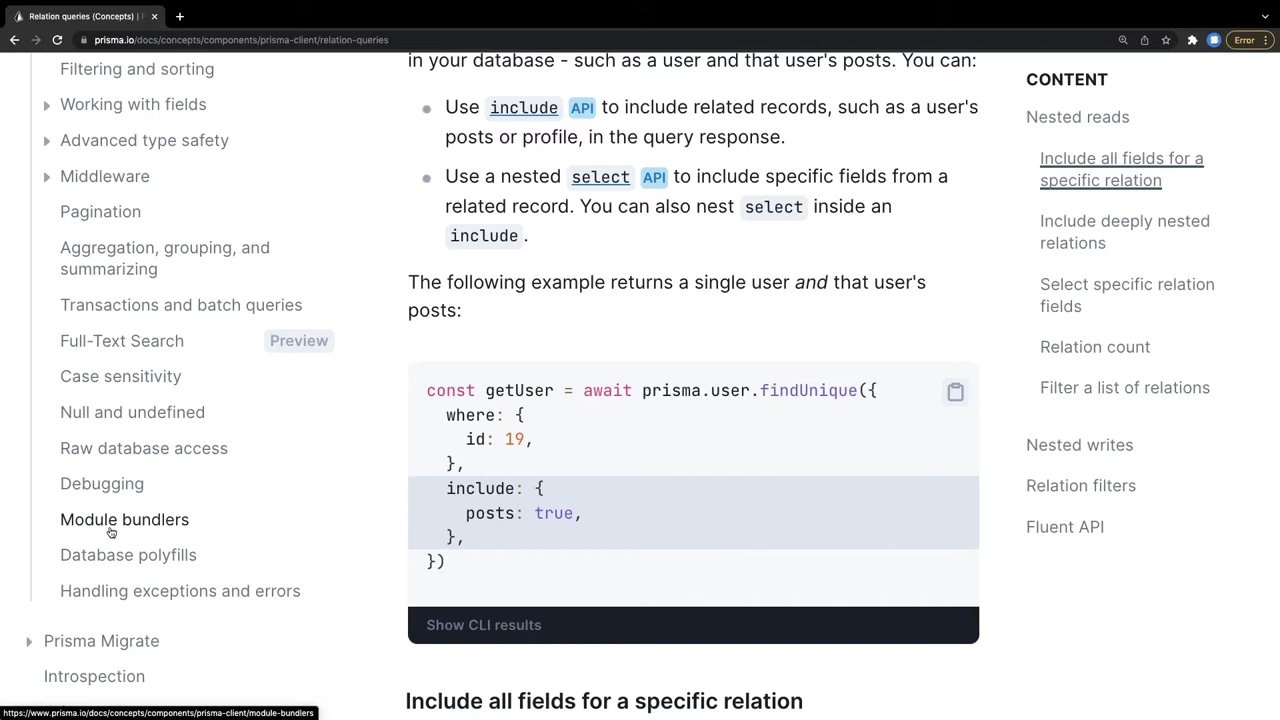 Relation queries (Concepts) |
prisma.io/docs/concepts/components/prisma-client/relation-queries
Error
Filtering and sorting
Working with fields
Advanced type safety
Middleware
Pagination
Aggregation, grouping, and
summarizing
Transactions and batch queries
Full-Text Search
Preview
Case sensitivity
Null and undefined
Raw database access
Debugging
Module bundlers
Database polyfills
Handling exceptions and errors
Prisma Migrate
Introspection
https://www.prisma.io/docs/concepts/components/prisma-client/module-bundlers
in your database - such as a user and that user's posts. You can:
Use include API to include related records, such as a user's
posts or profile, in the query response.
Use a nested select API to include specific fields from a
related record. You can also nest select inside an
include.
The following example returns a single user and that user's
posts:
const getUser = await prisma.user.findUnique({
where: {
id: 19,
},
include: {
posts: true,
},
})
Show CLI results
Include all fields for a specific relation
CONTENT
Nested reads
Include all fields for a
specific relation
Include deeply nested
relations
Select specific relation
fields
Relation count
Filter a list of relations
Nested writes
Relation filters
Fluent API